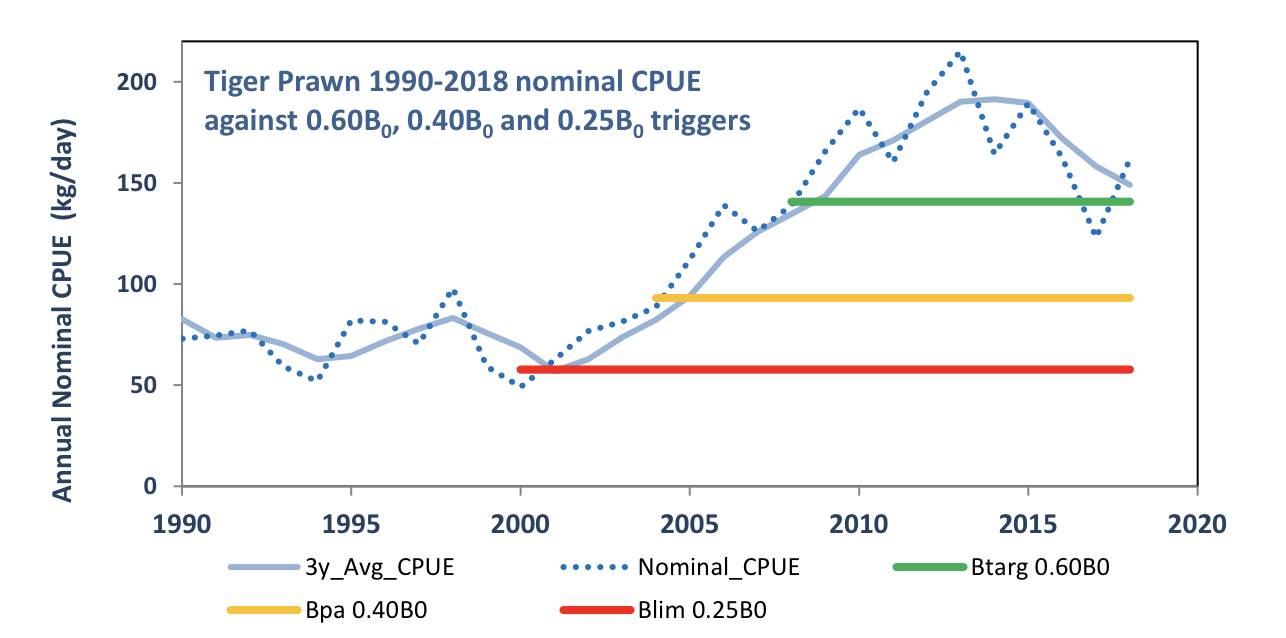 Tiger Prawn 1990-2018 nominal CPUE
against 0.60B0, 0.40B0 and 0.25B0 triggers
Annual Nominal CPUE (kg/day)
200
150
100
50
0
1990 1995 2000 2005 2010 2015 2020
3y_Avg_CPUE Nominal_CPUE Btarg 0.60B0
Bpa 0.40B0 Blim 0.25B0